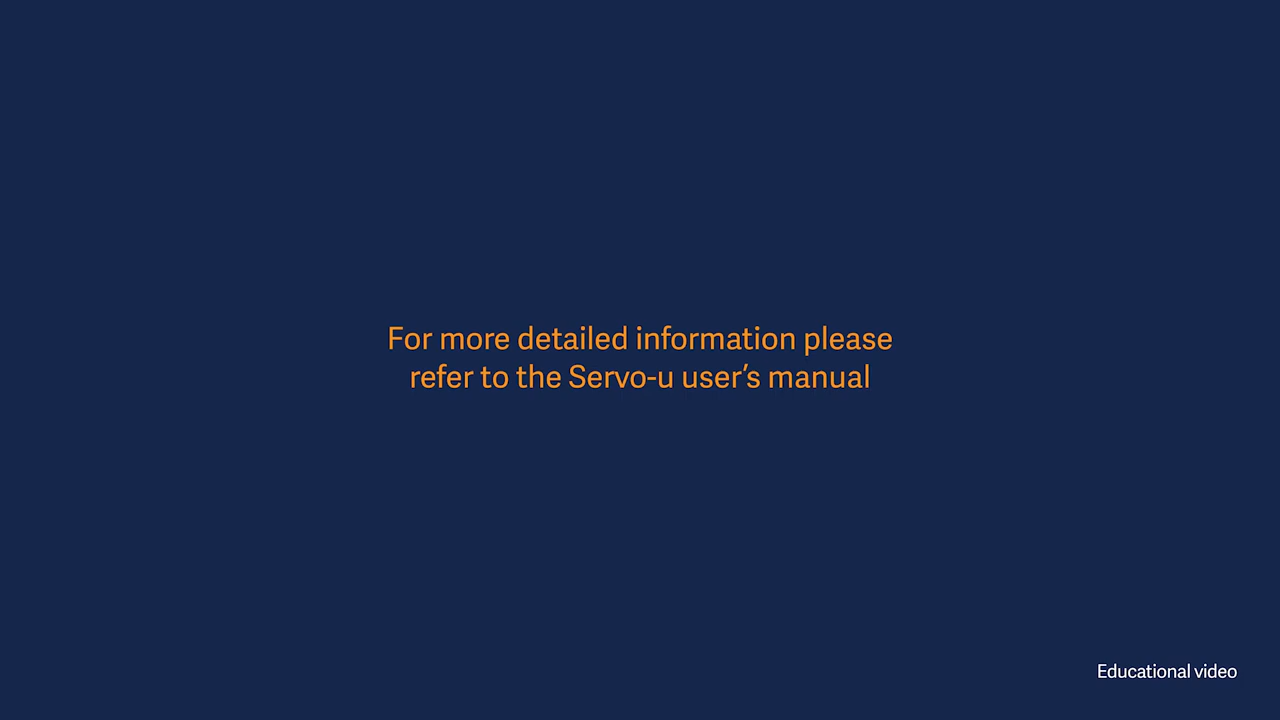 For more detailed information please
refer to the Servo-u user’s manual
Educational video